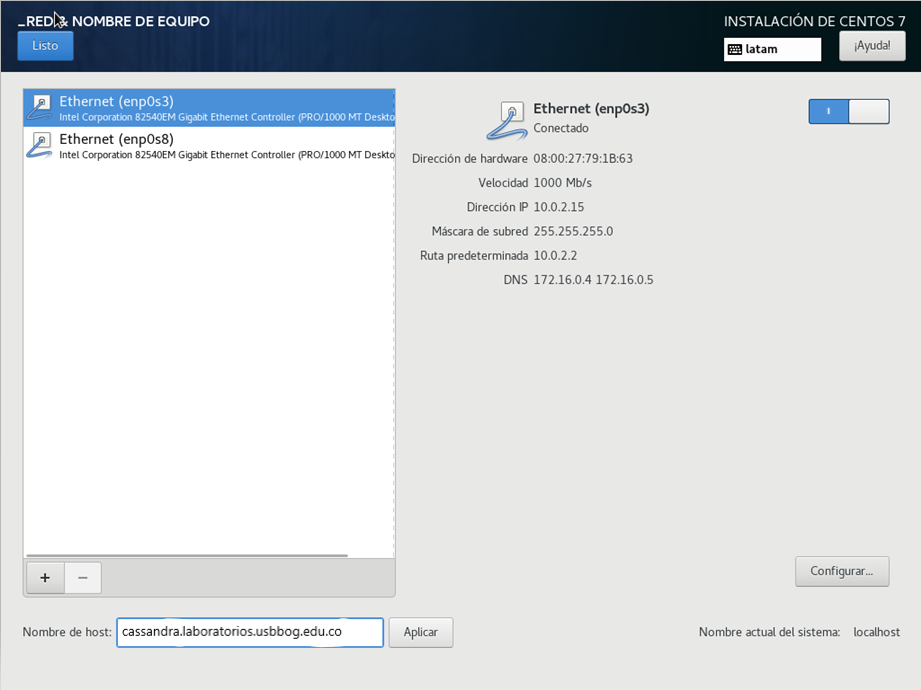 _RED & NOMBRE DE EQUIPO
INSTALACIÓN DE CENTOS 7
Listo
latam
¡Ayuda!
Ethernet (enp0s3)
Intel Corporation 82540EM Gigabit Ethernet Controller (PRO/1000 MT Deskto
Ethernet (enp0s8)
Intel Corporation 82540EM Gigabit Ethernet Controller (PRO/1000 MT Deskto
Ethernet (enp0s3)
Conectado
Dirección de hardware 08:00:27:79:1B:63
Velocidad 1000 Mb/s
Dirección IP 10.0.2.15
Máscara de subred 255.255.255.0
Ruta predeterminada 10.0.2.2
DNS 172.16.0.4 172.16.0.5
+ −
Configurar...
Nombre de host: cassandra.laboratorios.usbbog.edu.co Aplicar
Nombre actual del sistema: localhost